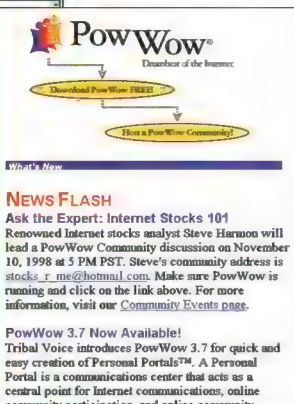 PowWow®
Drumbeat of the Internet
Download PowWow FREE!
Host a PowWow Community!
What's New
NEWS FLASH
Ask the Expert: Internet Stocks 101
Renowned Internet stocks analyst Steve Harmon will
lead a PowWow Community discussion on November
10, 1998 at 5 PM PST. Steve's community address is
stocks_r_me@hotmail.com. Make sure PowWow is
running and click on the link above. For more
information, visit our Community Events page.
PowWow 3.7 Now Available!
Tribal Voice introduces PowWow 3.7 for quick and
easy creation of Personal Portals™. A Personal
Portal is a communications center that acts as a
central point for Internet communications, online
community participation, and online community